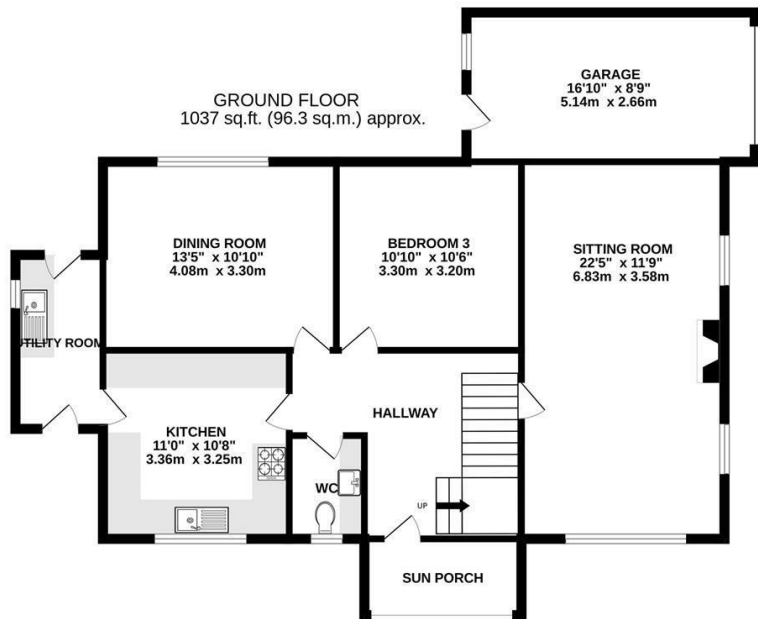 GROUND FLOOR
1037 sq.ft. (96.3 sq.m.) approx.
GARAGE
16'10" x 8'9"
5.14m x 2.66m
DINING ROOM
13'5" x 10'10"
4.08m x 3.30m
BEDROOM 3
10'10" x 10'6"
3.30m x 3.20m
SITTING ROOM
22'5" x 11'9"
6.83m x 3.58m
UTILITY ROOM
KITCHEN
11'0" x 10'8"
3.36m x 3.25m
HALLWAY
WC
UP
SUN PORCH